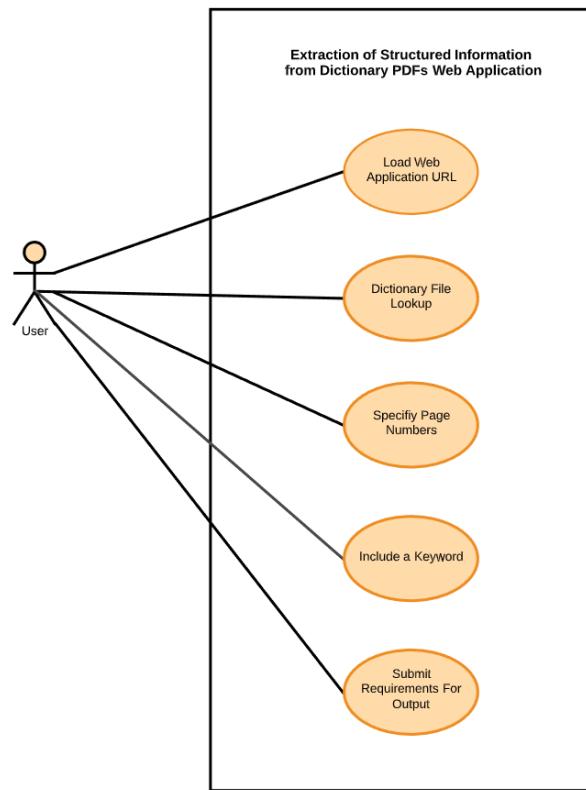 Extraction of Structured Information
from Dictionary PDFs Web Application
Load Web
Application URL
Dictionary File
Lookup
User
Specifiy Page
Numbers
Include a Keyword
Submit
Requirements For
Output